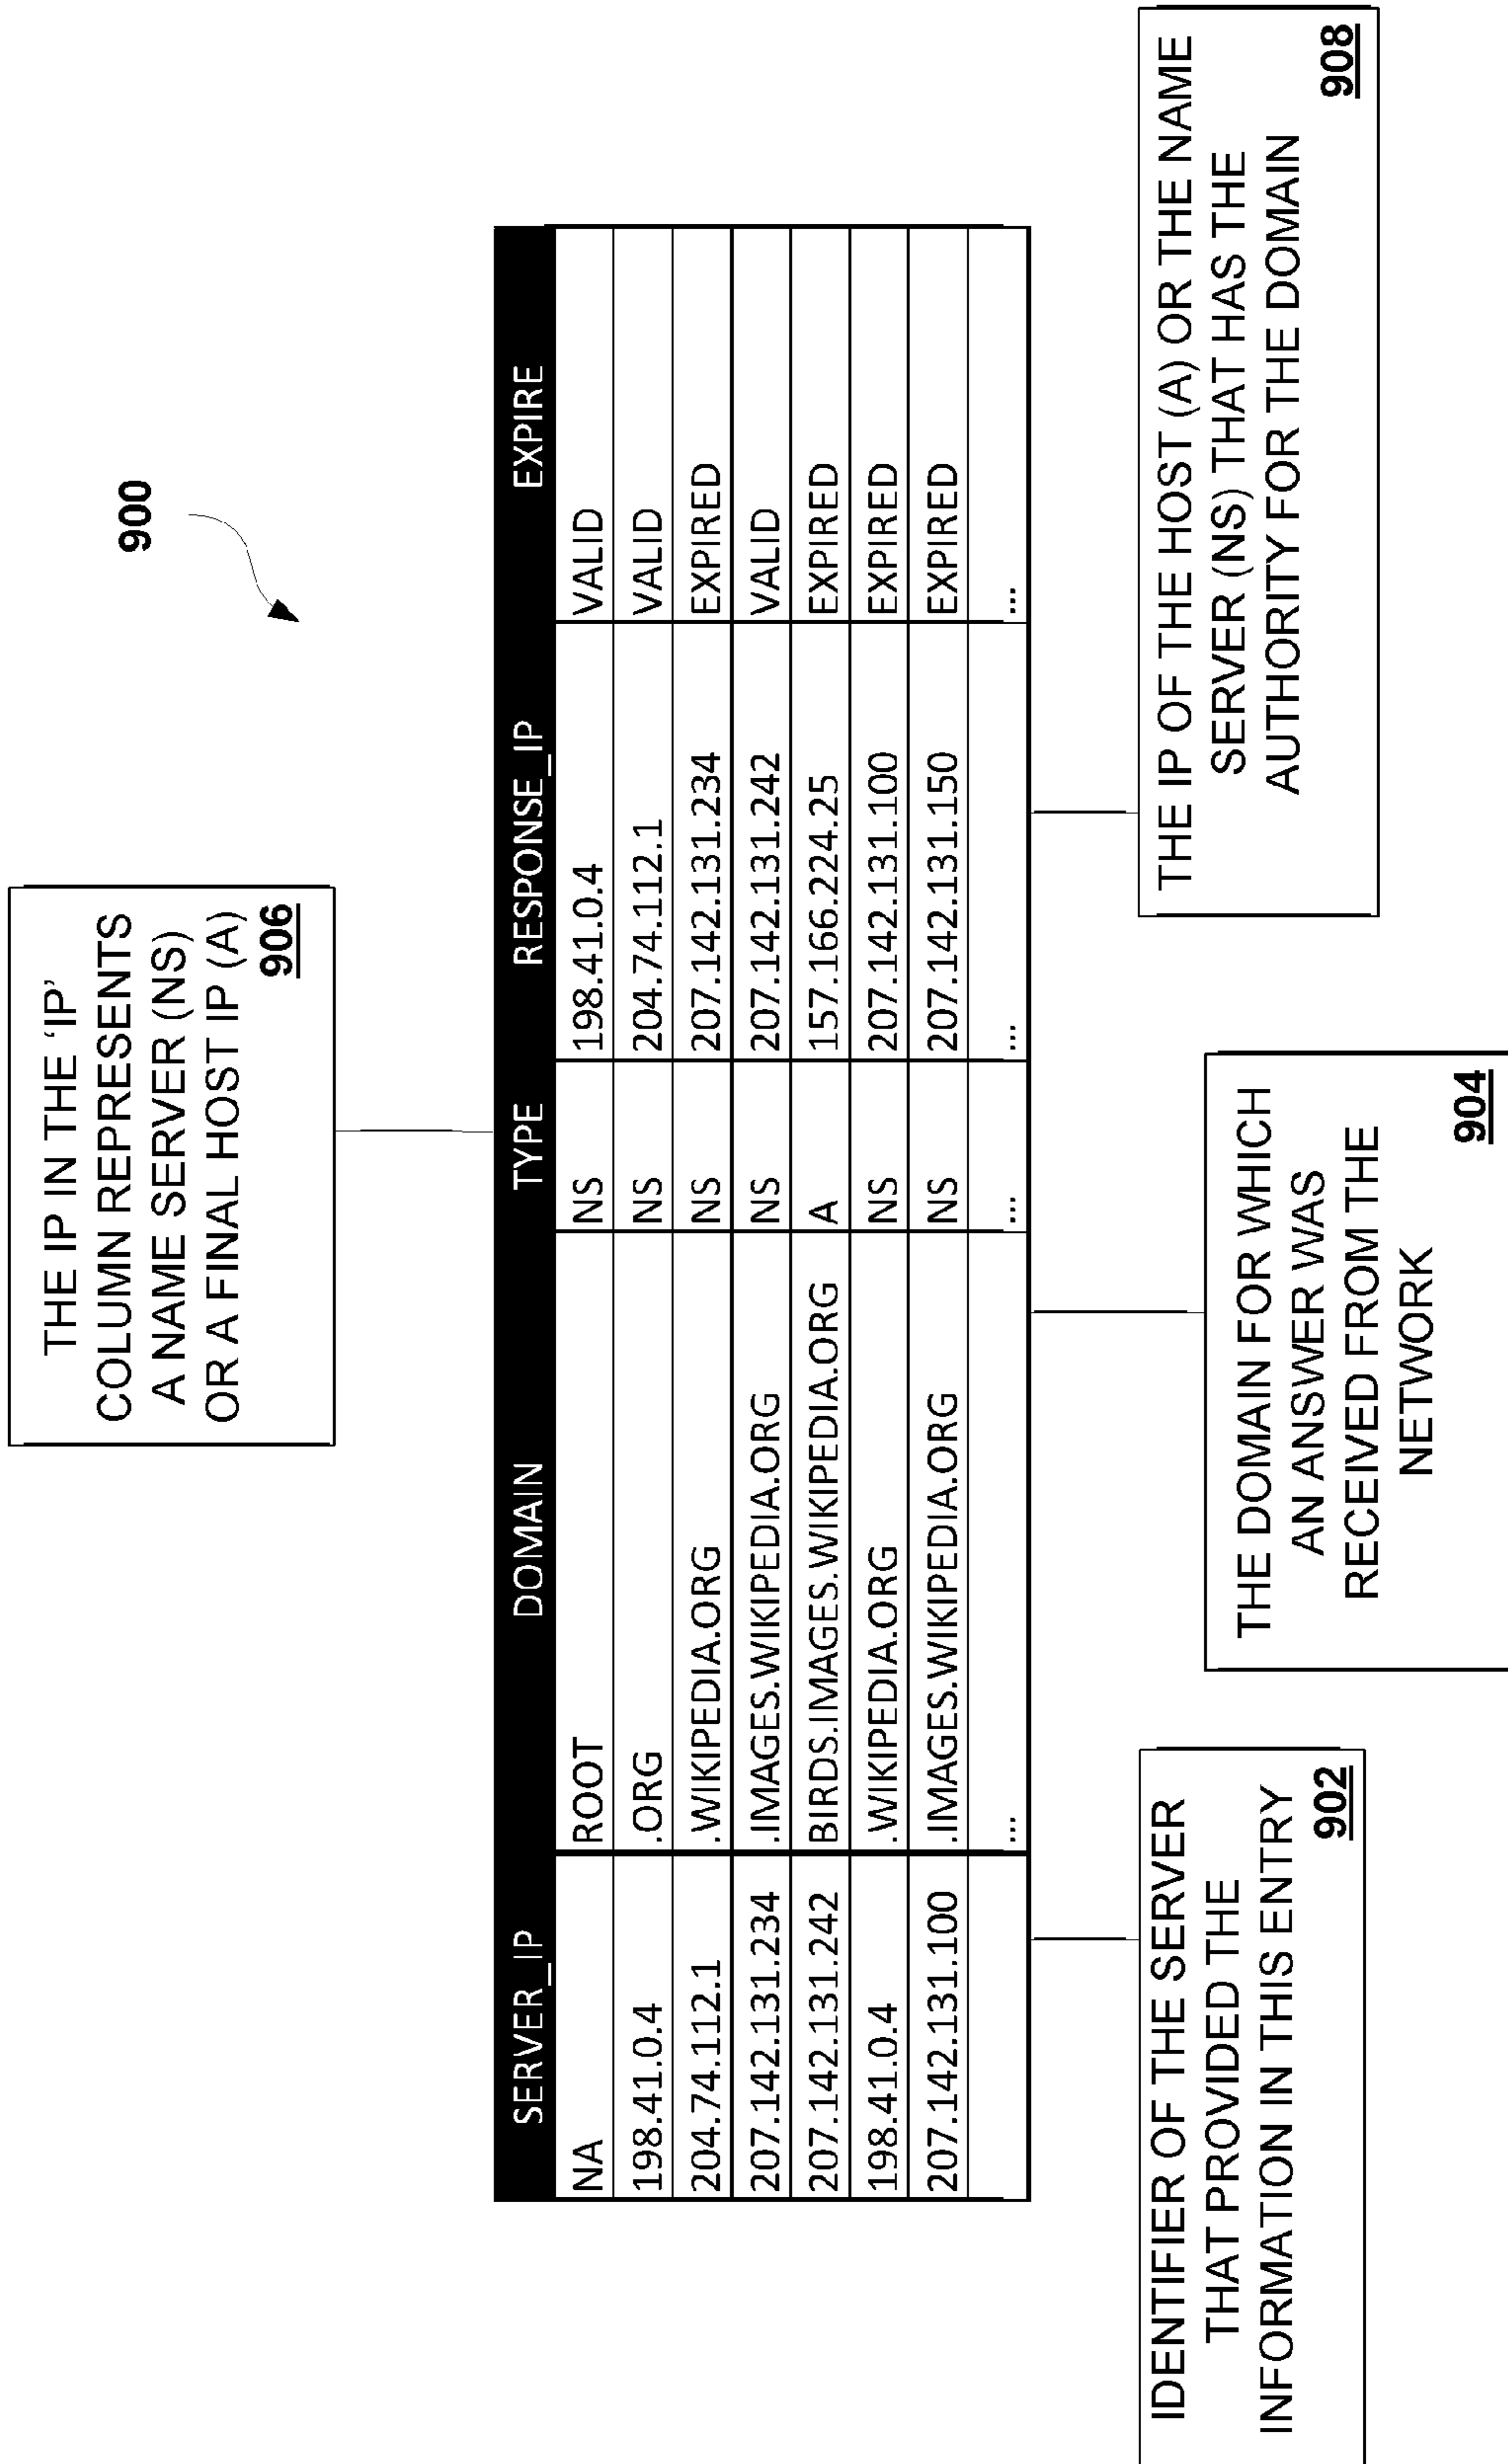 900
THE IP IN THE ‘IP’
COLUMN REPRESENTS
A NAME SERVER (NS)
OR A FINAL HOST IP (A)
906
SERVER_IP DOMAIN TYPE RESPONSE_IP EXPIRE
NA ROOT NS 198.41.0.4 VALID
198.41.0.4 .ORG NS 204.74.112.1 VALID
204.74.112.1 .WIKIPEDIA.ORG NS 207.142.131.234 EXPIRED
207.142.131.234 .IMAGES.WIKIPEDIA.ORG NS 207.142.131.242 VALID
207.142.131.242 BIRDS.IMAGES.WIKIPEDIA.ORG A 157.166.224.25 EXPIRED
198.41.0.4 .WIKIPEDIA.ORG NS 207.142.131.100 EXPIRED
207.142.131.100 .IMAGES.WIKIPEDIA.ORG NS 207.142.131.150 EXPIRED
... ... ... ...
IDENTIFIER OF THE SERVER
THAT PROVIDED THE
INFORMATION IN THIS ENTRY
902
THE DOMAIN FOR WHICH
AN ANSWER WAS
RECEIVED FROM THE
NETWORK
904
THE IP OF THE HOST (A) OR THE NAME
SERVER (NS) THAT HAS THE
AUTHORITY FOR THE DOMAIN
908